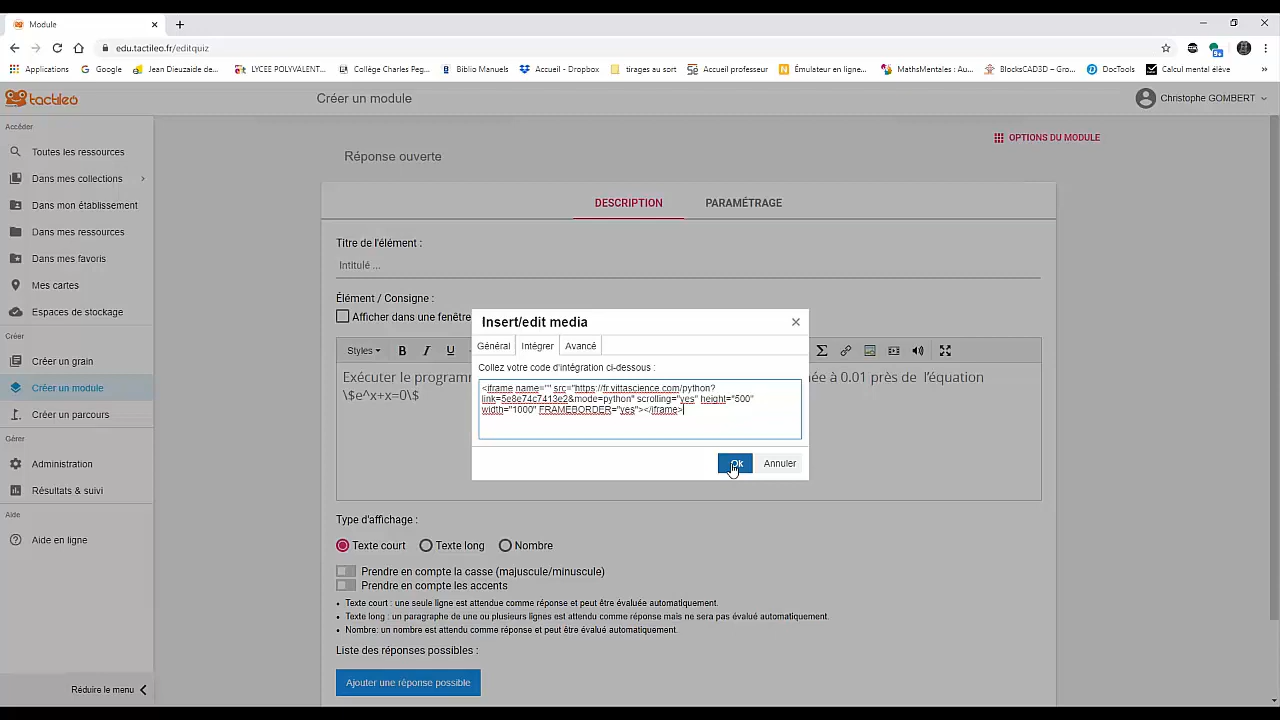 Module
edu.tactileo.fr/editquiz
Applications
Google
Jean Dieuzaide de...
LYCEE POLYVALENT...
Collège Charles Peg...
Biblio Manuels
Accueil - Dropbox
tirages au sort
Accueil professeur
Émulateur en ligne...
MathsMentales : Au...
BlocksCAD3D – Gro...
DocTools
Calcul mental élève
»
tactileo
Créer un module
Christophe GOMBERT
Accéder
Toutes les ressources
Dans mes collections
Dans mon établissement
Dans mes ressources
Dans mes favoris
Mes cartes
Espaces de stockage
Créer
Créer un grain
Créer un module
Créer un parcours
Gérer
Administration
Résultats & suivi
Aide
Aide en ligne
Réduire le menu
OPTIONS DU MODULE
Réponse ouverte
DESCRIPTION
PARAMÉTRAGE
Titre de l'élément :
Intitulé ...
Élément / Consigne :
Afficher dans une fenêtre
Styles
B
I
U
Σ
Exécuter le programm
ée à 0.01 près de l'équation
\$e^x+x=0\$
Insert/edit media
×
Général
Intégrer
Avancé
Collez votre code d'intégration ci-dessous :
<iframe name="" src="https://fr.vittascience.com/python?
link=5e8e74c7413e2&mode=python" scrolling="yes" height="500"
width="1000" FRAMEBORDER="yes"></iframe>
Ok
Annuler
Type d'affichage :
Texte court
Texte long
Nombre
Prendre en compte la casse (majuscule/minuscule)
Prendre en compte les accents
• Texte court : une seule ligne est attendue comme réponse et peut être évaluée automatiquement.
• Texte long : un paragraphe de une ou plusieurs lignes est attendu comme réponse mais ne sera pas évalué automatiquement.
• Nombre: un nombre est attendu comme réponse et peut être évalué automatiquement.
Liste des réponses possibles :
Ajouter une réponse possible